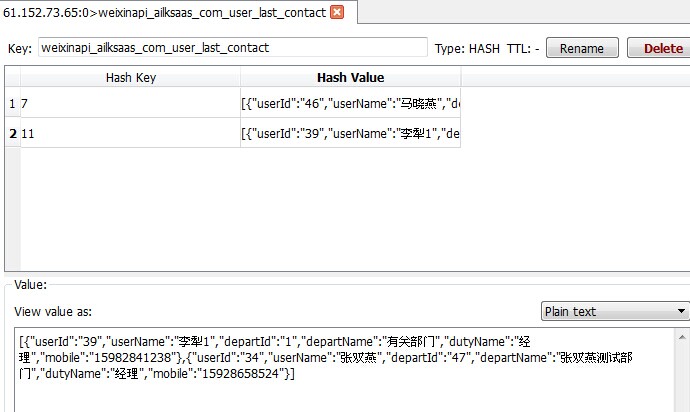 61.152.73.65:0>weixinapi_ailksaas_com_user_last_contact
Key: weixinapi_ailksaas_com_user_last_contact Type: HASH TTL: - Rename Delete
Hash Key Hash Value
1 7 [{"userId":"46","userName":"马晓燕","de
2 11 [{"userId":"39","userName":"李犁1","de
Value:
View value as: Plain text
[{"userId":"39","userName":"李犁1","departId":"1","departName":"有关部门","dutyName":"经
理","mobile":"15982841238"},{"userId":"34","userName":"张双燕","departId":"47","departName":"张双燕测试部
门","dutyName":"经理","mobile":"15928658524"}]